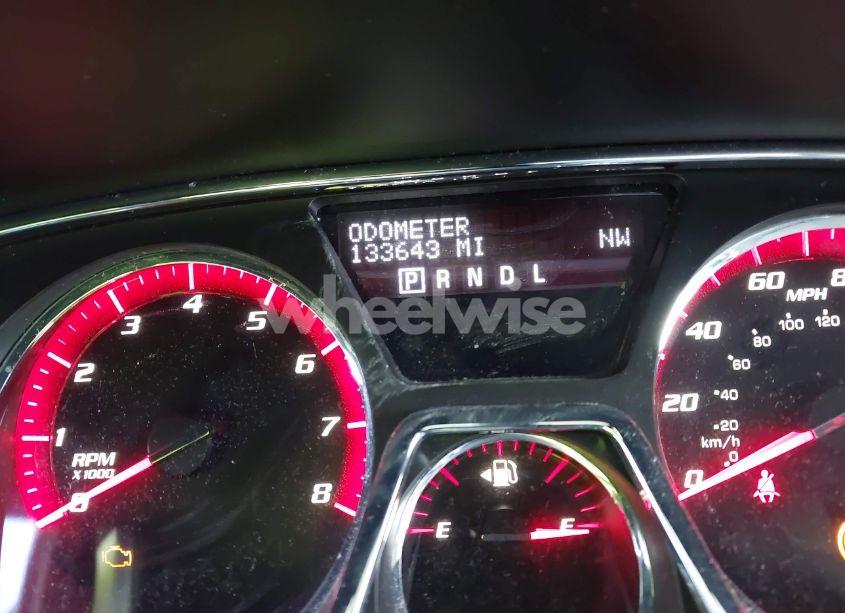 ODOMETER
133643 MI
NW
P R N D L
wheelwise
0 1 2 3 4 5 6 7 8
RPM
X1000
E F
0 20 40 60 8
MPH
0 20 40 60 80 100 120
km/h